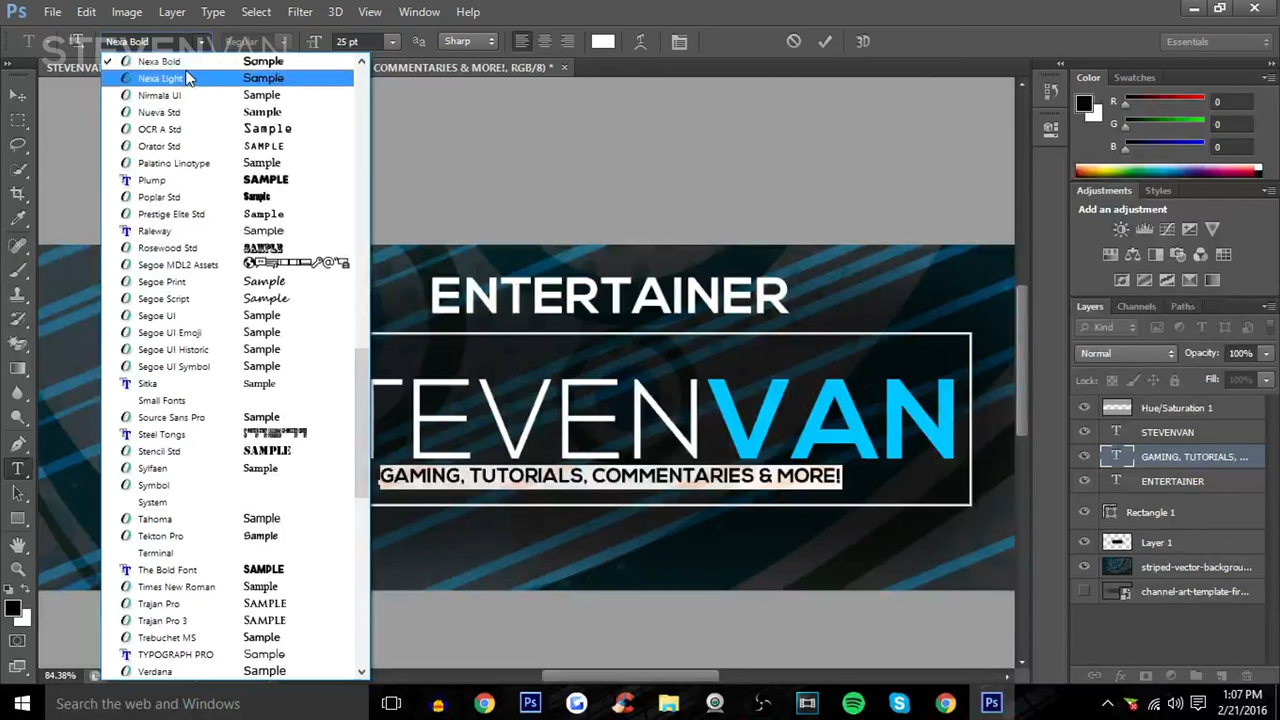 Ps File Edit Image Layer Type Select Filter 3D View Window Help
STEVENVAN
Nexa Bold Regular 25 pt Sharp 3D Essentials
STEVENVA COMMENTARIES & MORE!, RGB/8) * ×
Nexa Bold Sample
Nexa Light Sample
Nirmala UI Sample
Nueva Std Sample
OCR A Std Sample
Orator Std SAMPLE
Palatino Linotype Sample
Plump SAMPLE
Poplar Std Sample
Prestige Elite Std Sample
Raleway Sample
Rosewood Std SAMPLE
Segoe MDL2 Assets
Segoe Print Sample
Segoe Script Sample
Segoe UI Sample
Segoe UI Emoji Sample
Segoe UI Historic Sample
Segoe UI Symbol Sample
Sitka Sample
Small Fonts
Source Sans Pro Sample
Steel Tongs
Stencil Std SAMPLE
Sylfaen Sample
Symbol
System
Tahoma Sample
Tekton Pro Sample
Terminal
The Bold Font SAMPLE
Times New Roman Sample
Trajan Pro SAMPLE
Trajan Pro 3 SAMPLE
Trebuchet MS Sample
TYPOGRAPH PRO Sample
Verdana Sample
ENTERTAINER
TEVENVAN
GAMING, TUTORIALS, COMMENTARIES & MORE!
Color Swatches
R 0
G 0
B 0
Adjustments Styles
Add an adjustment
Layers Channels Paths
Kind
Normal Opacity: 100%
Lock: Fill: 100%
Hue/Saturation 1
T STEVENVAN
T GAMING, TUTORIALS, ...
T ENTERTAINER
Rectangle 1
Layer 1
striped-vector-backgrou...
channel-art-template-fir...
84.38%
Search the web and Windows
1:07 PM
2/21/2016